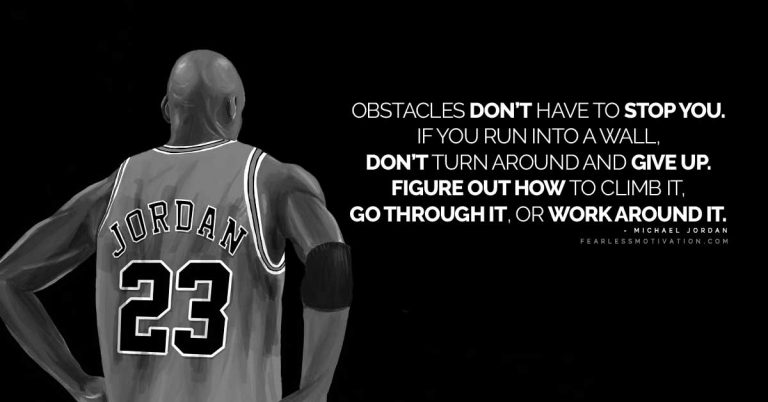 JORDAN
23
OBSTACLES DON'T HAVE TO STOP YOU.
IF YOU RUN INTO A WALL,
DON'T TURN AROUND AND GIVE UP.
FIGURE OUT HOW TO CLIMB IT,
GO THROUGH IT, OR WORK AROUND IT.
- MICHAEL JORDAN
FEARLESSMOTIVATION.COM